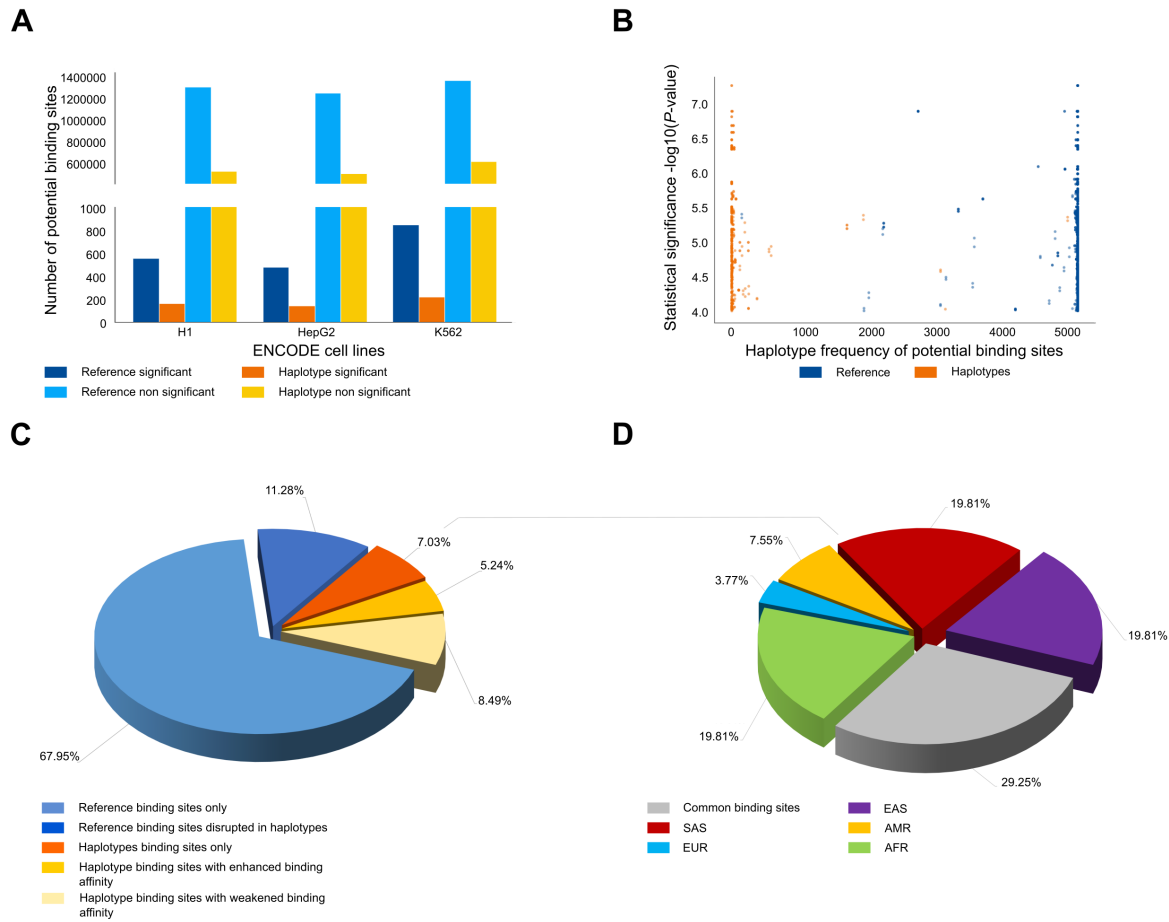 A
Number of potential binding sites
1400000
1200000
1000000
800000
600000
1000
800
600
400
200
0
H1
HepG2
K562
ENCODE cell lines
Reference significant
Haplotype significant
Reference non significant
Haplotype non significant
B
Statistical significance -log10(P-value)
7.0
6.5
6.0
5.5
5.0
4.5
4.0
0
1000
2000
3000
4000
5000
Haplotype frequency of potential binding sites
Reference
Haplotypes
C
11.28%
7.03%
5.24%
8.49%
67.95%
Reference binding sites only
Reference binding sites disrupted in haplotypes
Haplotypes binding sites only
Haplotype binding sites with enhanced binding
affinity
Haplotype binding sites with weakened binding
affinity
D
19.81%
7.55%
3.77%
19.81%
19.81%
29.25%
Common binding sites
EAS
SAS
AMR
EUR
AFR